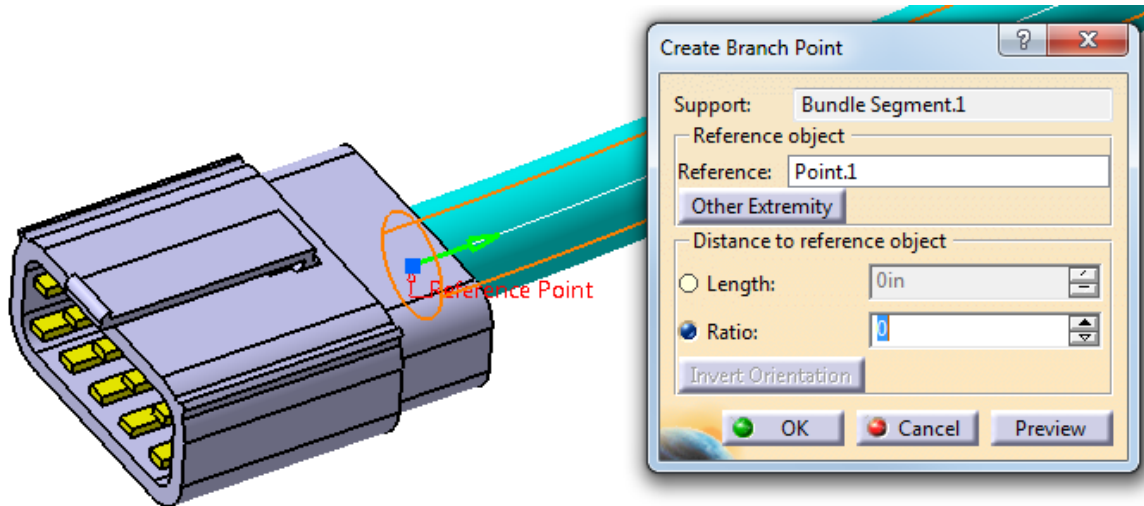 Create Branch Point
?
X
Support: Bundle Segment.1
Reference object
Reference: Point.1
Other Extremity
Distance to reference object
Length: 0in
Ratio: 0
Invert Orientation
OK Cancel Preview
Reference Point